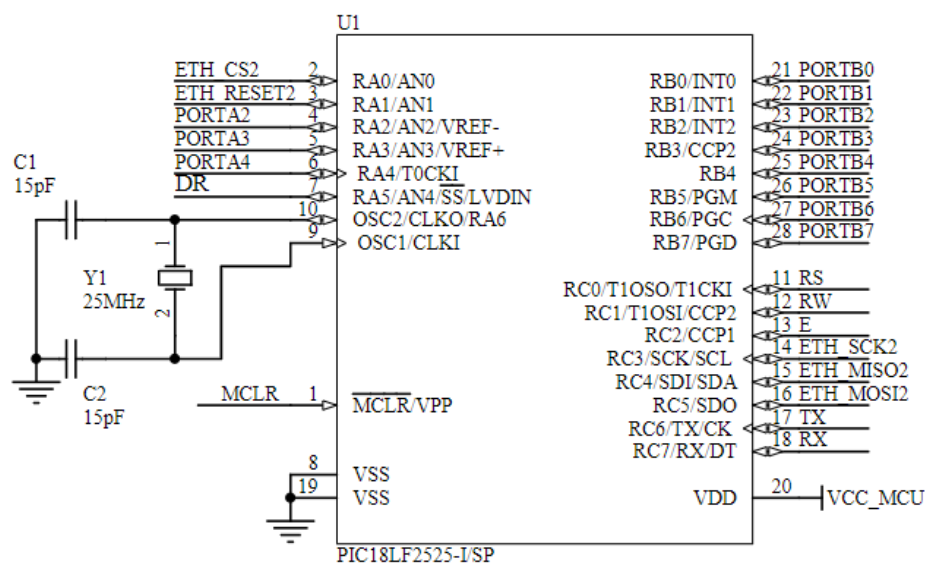 U1
ETH_CS2 2 RA0/AN0 RB0/INT0 21 PORTB0
ETH_RESET2 3 RA1/AN1 RB1/INT1 22 PORTB1
PORTA2 4 RA2/AN2/VREF- RB2/INT2 23 PORTB2
PORTA3 5 RA3/AN3/VREF+ RB3/CCP2 24 PORTB3
PORTA4 6 RA4/T0CKI RB4 25 PORTB4
DR 7 RA5/AN4/SS/LVDIN RB5/PGM 26 PORTB5
10 OSC2/CLKO/RA6 RB6/PGC 27 PORTB6
9 OSC1/CLKI RB7/PGD 28 PORTB7
C1
15pF
1
Y1
25MHz
2
C2
15pF
RC0/T1OSO/T1CKI 11 RS
RC1/T1OSI/CCP2 12 RW
RC2/CCP1 13 E
RC3/SCK/SCL 14 ETH_SCK2
RC4/SDI/SDA 15 ETH_MISO2
MCLR 1 MCLR/VPP RC5/SDO 16 ETH_MOSI2
RC6/TX/CK 17 TX
RC7/RX/DT 18 RX
8 VSS
19 VSS VDD 20 VCC_MCU
PIC18LF2525-I/SP